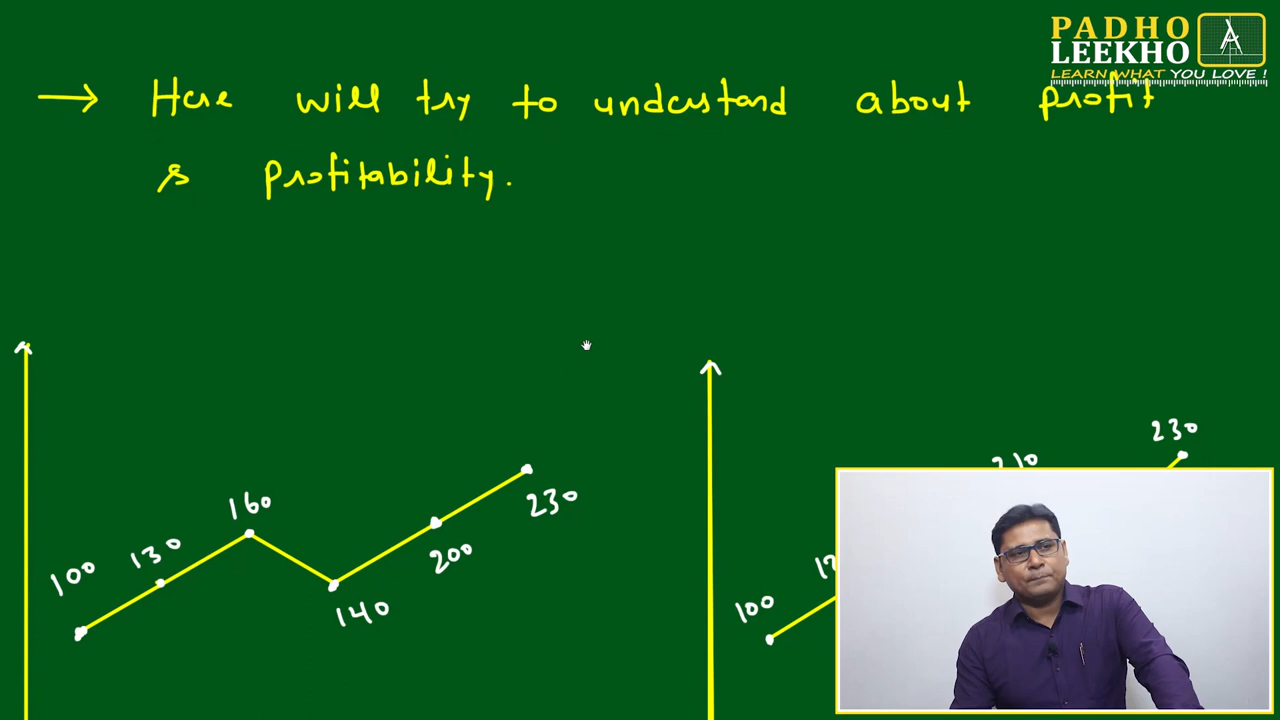 PADHO
LEEKHO
LEARN WHAT YOU LOVE !
→ Here will try to understand about profit
& profitability.
230
210
160
230
130
100
200
100
140